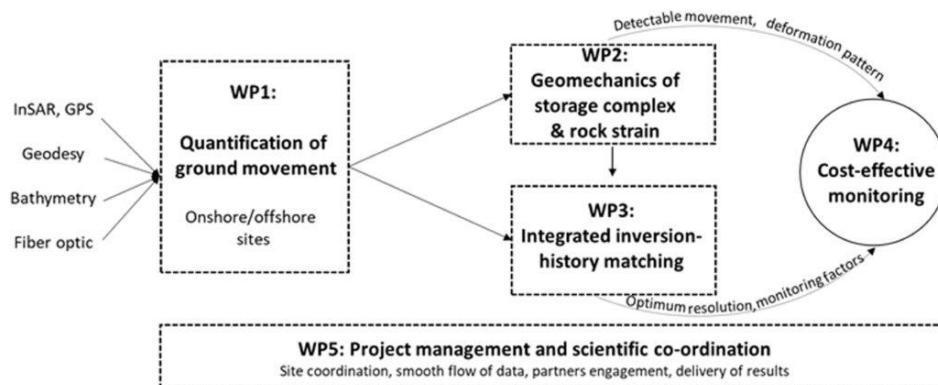 InSAR, GPS
Geodesy
Bathymetry
Fiber optic
WP1:
Quantification of
ground movement
Onshore/offshore
sites
WP2:
Geomechanics of
storage complex
& rock strain
WP3:
Integrated inversion-
history matching
Detectable movement, deformation pattern
Optimum resolution, monitoring factors
WP4:
Cost-effective
monitoring
WP5: Project management and scientific co-ordination
Site coordination, smooth flow of data, partners engagement, delivery of results